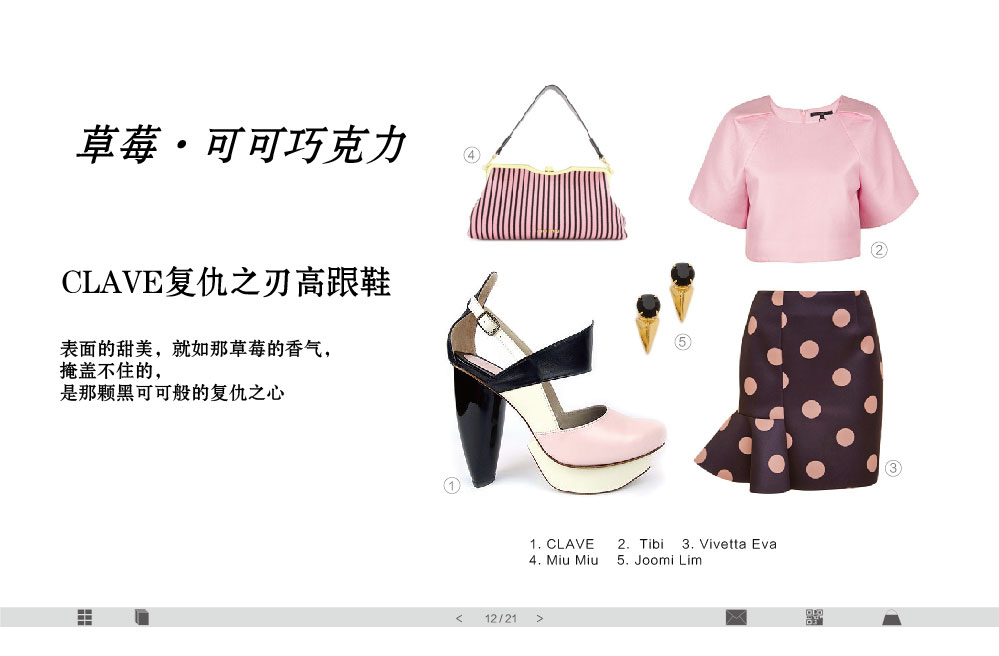 草莓·可可巧克力
CLAVE复仇之刃高跟鞋
表面的甜美，就如那草莓的香气，
掩盖不住的，
是那颗黑可可般的复仇之心
④
②
⑤
③
①
1. CLAVE 2. Tibi 3. Vivetta Eva
4. Miu Miu 5. Joomi Lim
< 12/21 >